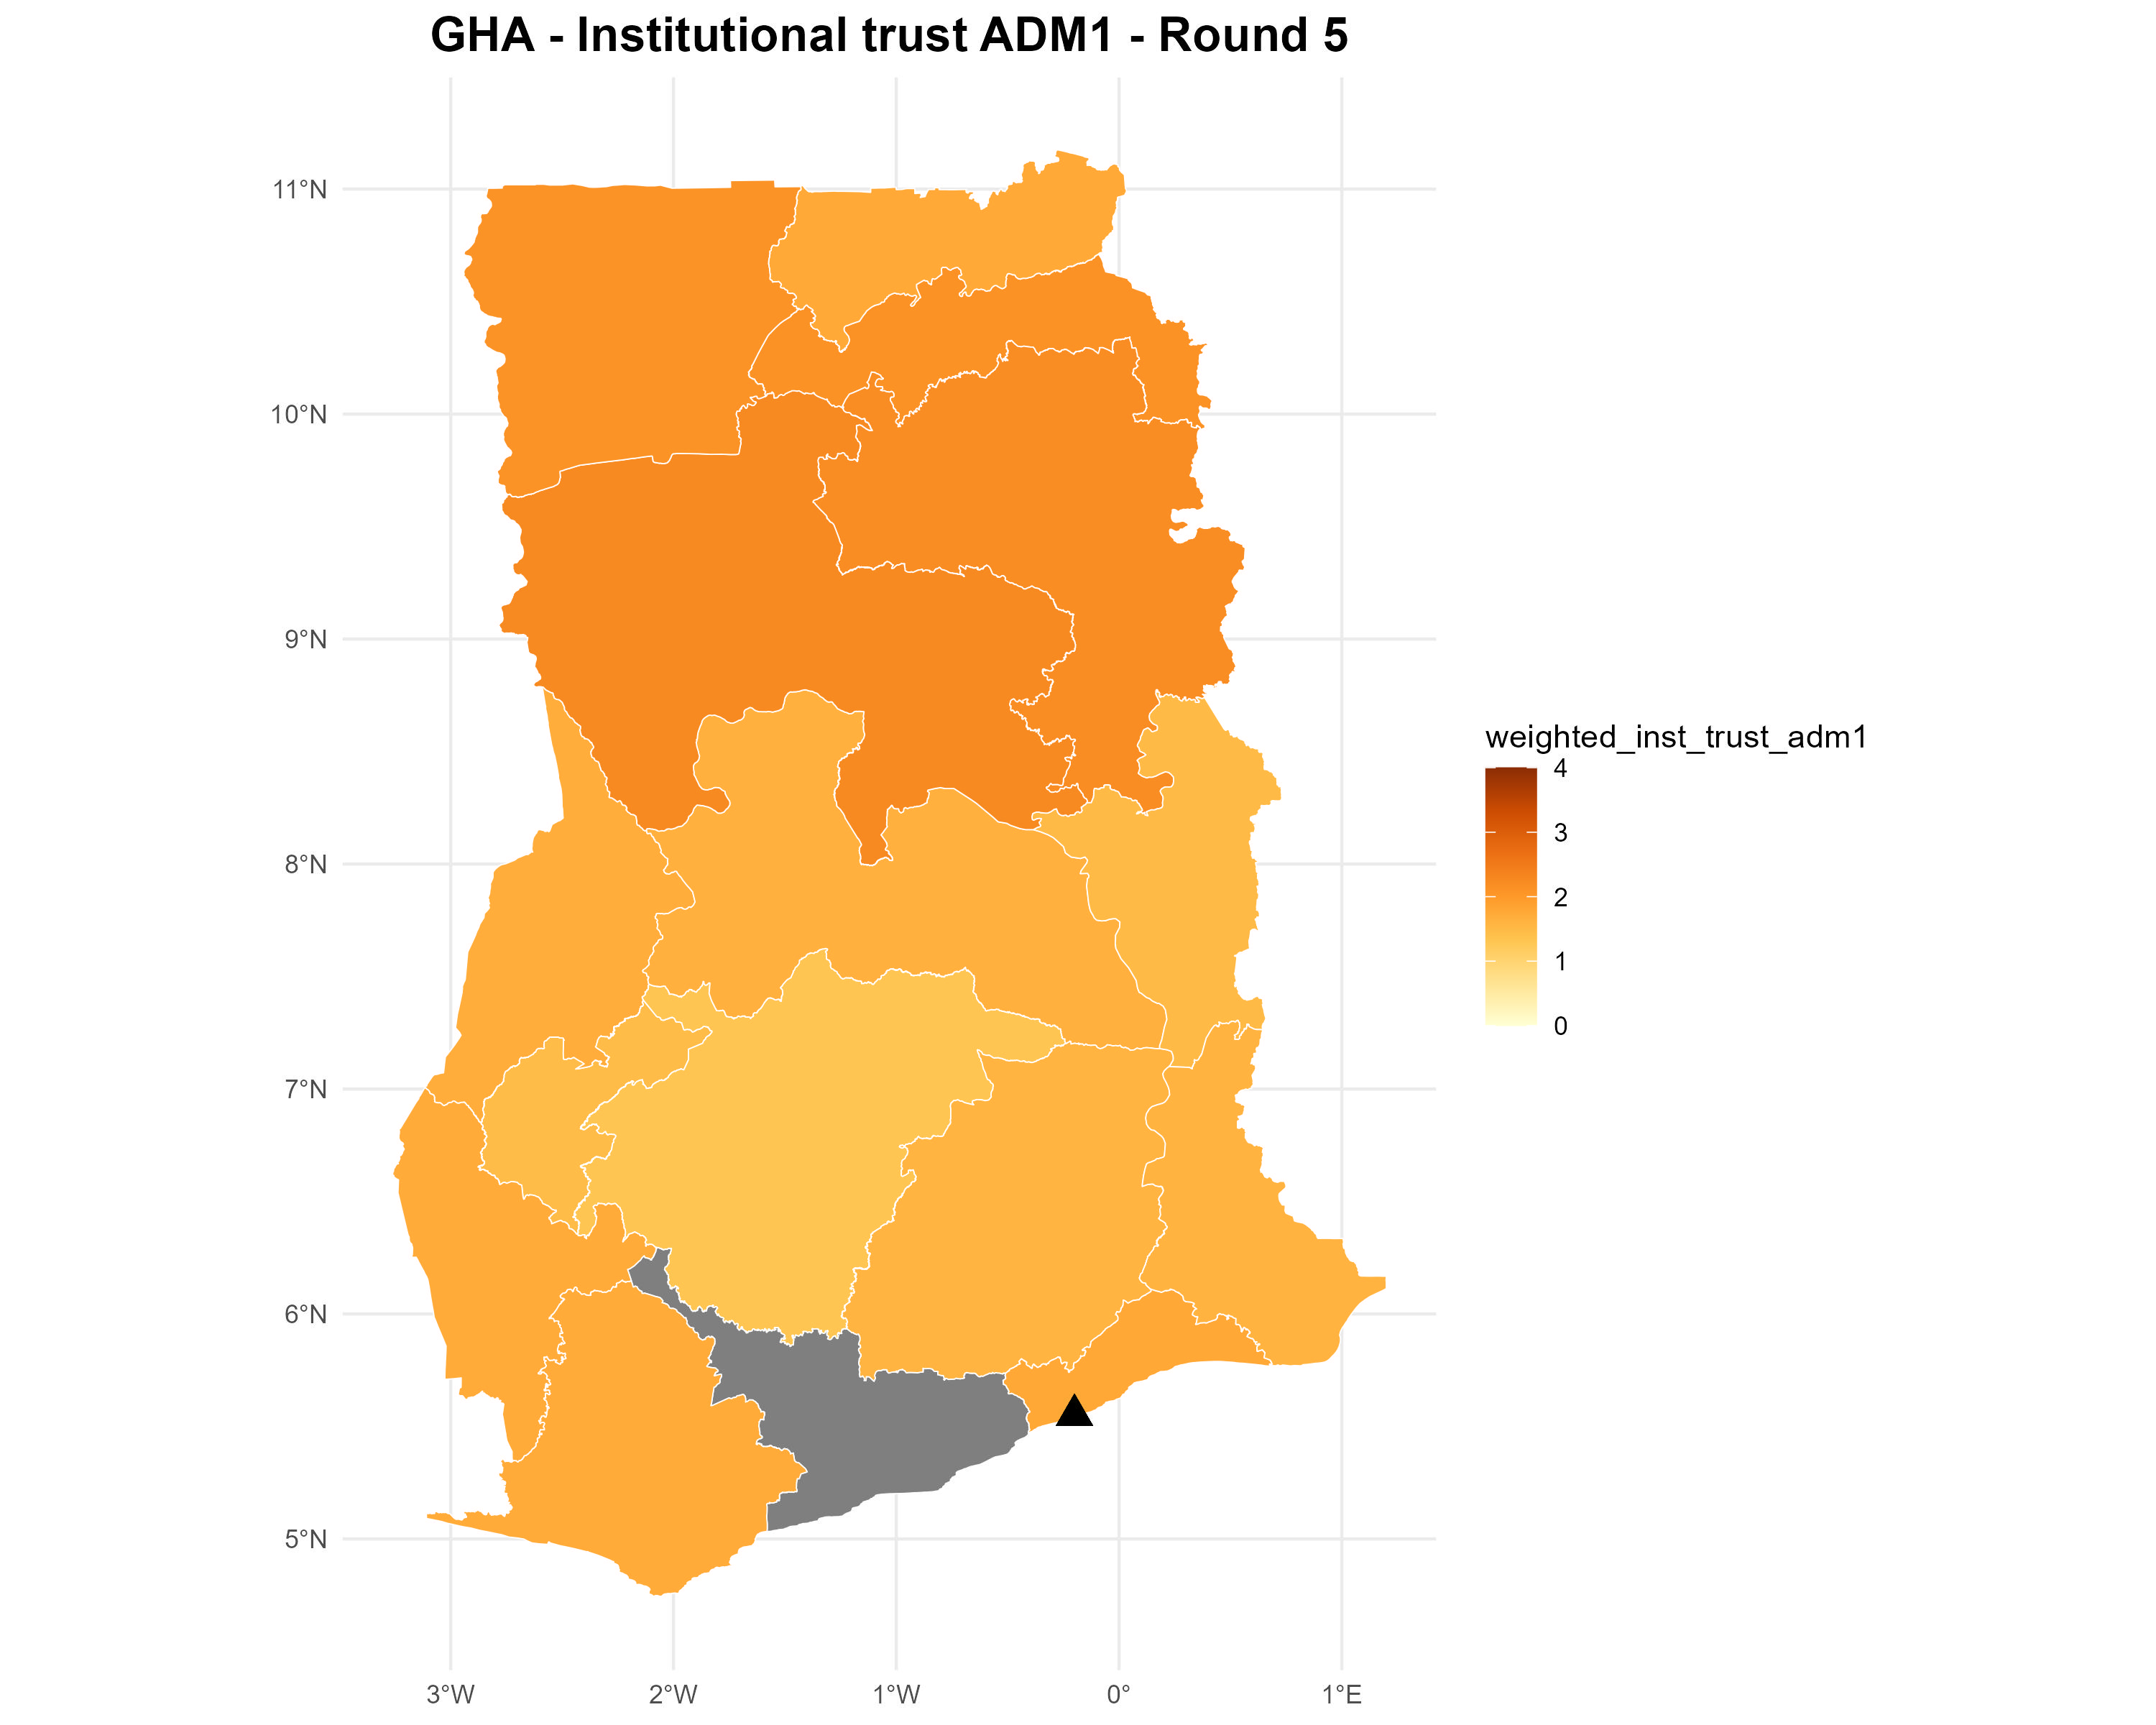 GHA - Institutional trust ADM1 - Round 5
11°N
10°N
9°N
8°N
7°N
6°N
5°N
3°W
2°W
1°W
0°
1°E
weighted_inst_trust_adm1
4
3
2
1
0